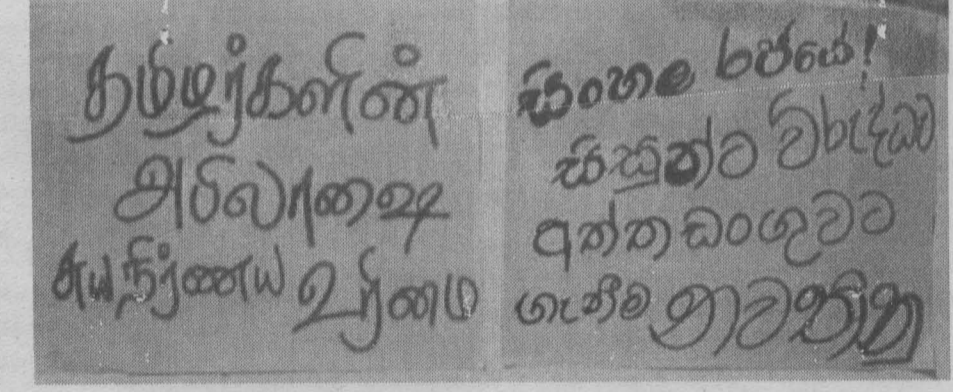 தமிழர்களின்
அபிலாஷை
சுயநிர்ணய உரிமை
සිංහල රජයේ!
සිසුන්ට විරුද්ධව
අත්තඩංගුවට
ගැනීම